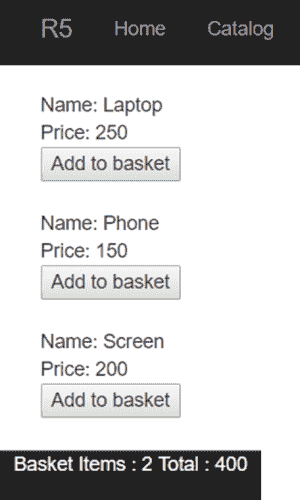 R5 Home Catalog
Name: Laptop
Price: 250
Add to basket
Name: Phone
Price: 150
Add to basket
Name: Screen
Price: 200
Add to basket
Basket Items : 2 Total : 400